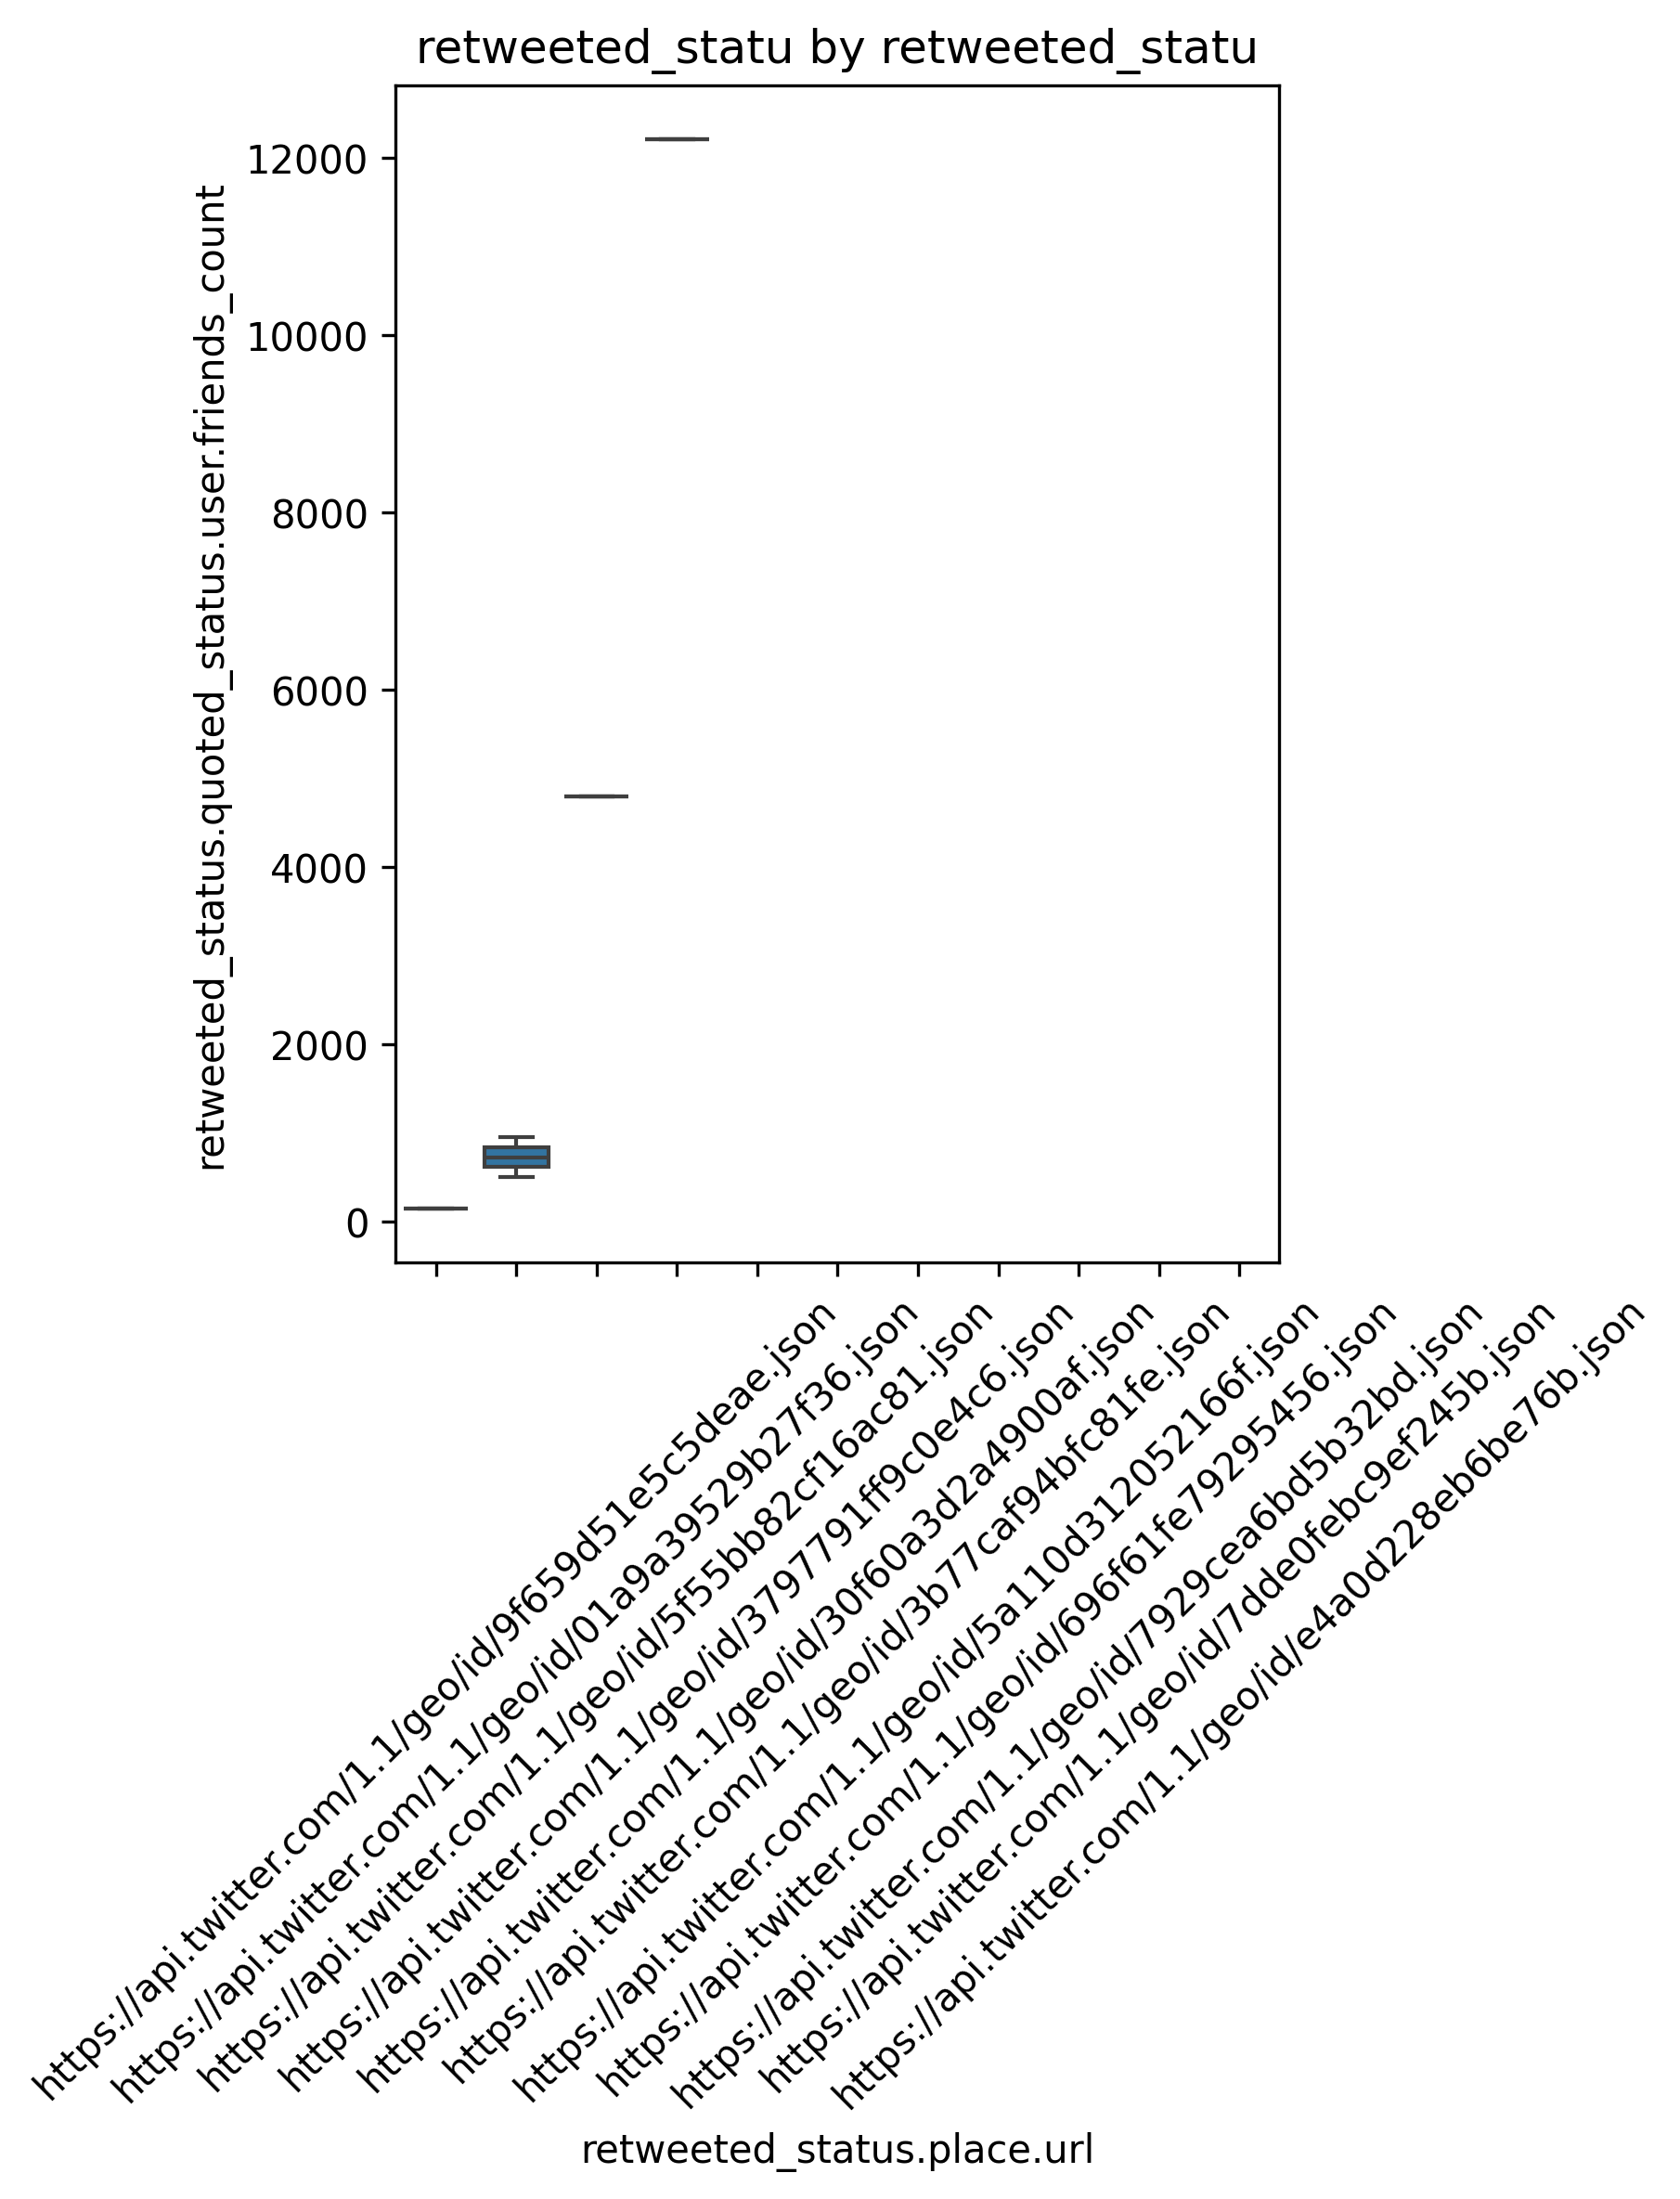 retweeted_statu by retweeted_statu
retweeted_status.quoted_status.user.friends_count
12000
10000
8000
6000
4000
2000
0
https://api.twitter.com/1.1/geo/id/9f659d51e5c5deae.json
https://api.twitter.com/1.1/geo/id/01a9a39529b27f36.json
https://api.twitter.com/1.1/geo/id/5f55bb82cf16ac81.json
https://api.twitter.com/1.1/geo/id/379791ff9c0e4c6.json
https://api.twitter.com/1.1/geo/id/30f60a3d2a4900af.json
https://api.twitter.com/1.1/geo/id/3b77caf94bfc81fe.json
https://api.twitter.com/1.1/geo/id/5a110d312052166f.json
https://api.twitter.com/1.1/geo/id/696f61fe79295456.json
https://api.twitter.com/1.1/geo/id/7929cea6bd5b32bd.json
https://api.twitter.com/1.1/geo/id/7dde0febc9ef245b.json
https://api.twitter.com/1.1/geo/id/e4a0d228eb6be76b.json
retweeted_status.place.url